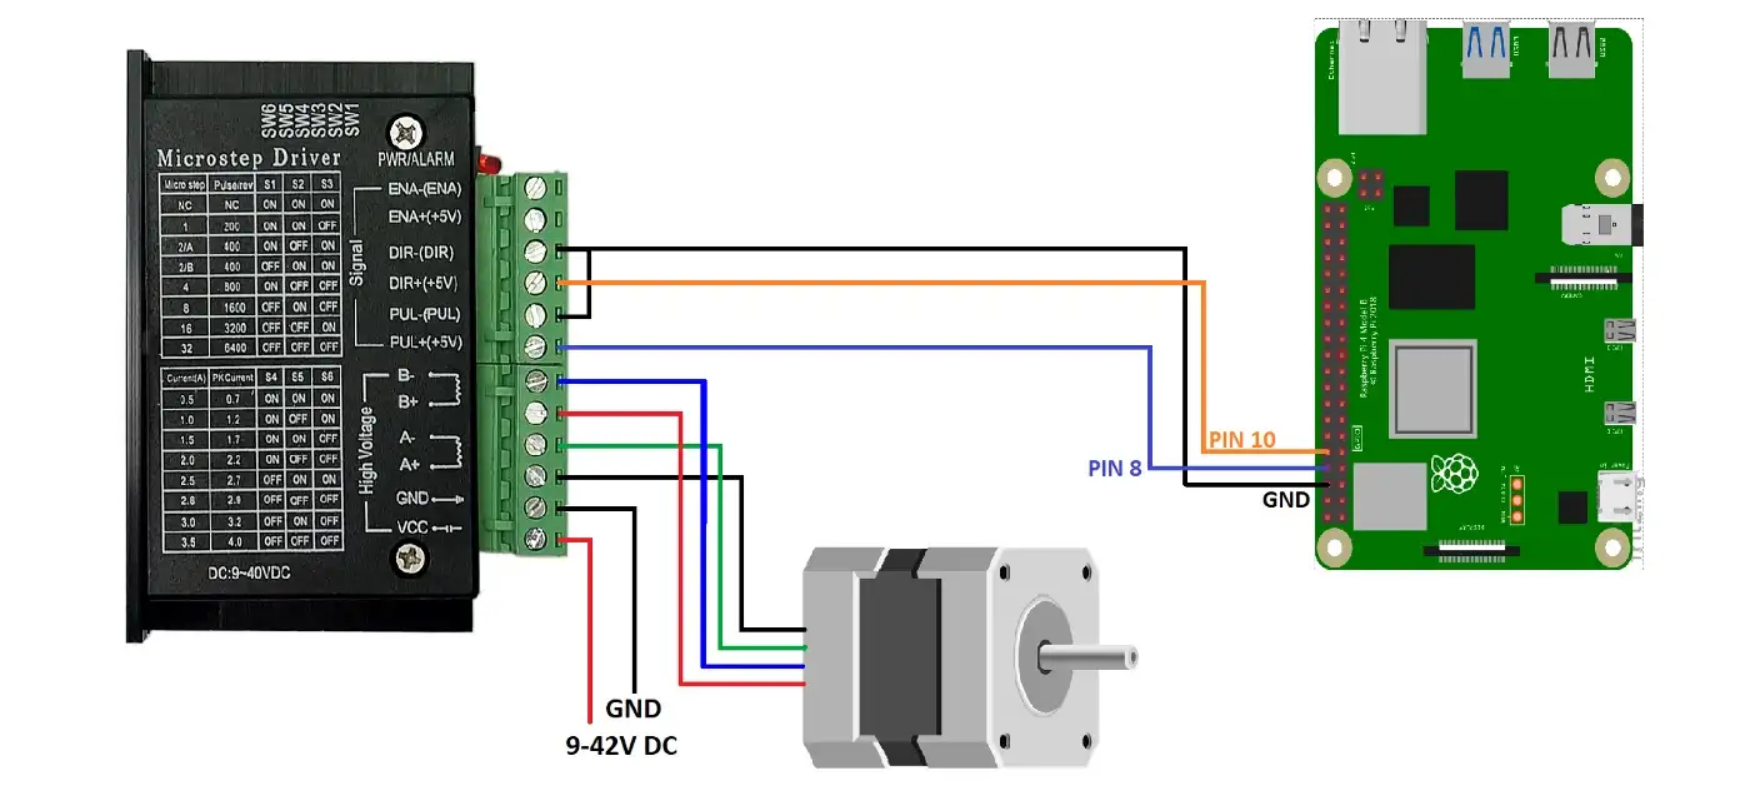 SW6
SW5
SW4
SW3
SW2
SW1
Microstep Driver
PWR/ALARM
Micro step Pulse/rev S1 S2 S3
NC NC ON ON ON
1 200 ON ON OFF
2/A 400 ON OFF ON
2/B 400 OFF ON ON
4 800 ON OFF OFF
8 1600 OFF ON OFF
16 3200 OFF OFF ON
32 6400 OFF OFF OFF
Current(A) PK Current S4 S5 S6
0.5 0.7 ON ON ON
1.0 1.2 ON OFF ON
1.5 1.7 ON ON OFF
2.0 2.2 ON OFF OFF
2.5 2.7 OFF ON ON
2.8 2.9 OFF OFF ON
3.0 3.2 OFF ON OFF
3.5 4.0 OFF OFF OFF
DC:9~40VDC
Signal
ENA-(ENA)
ENA+(+5V)
DIR-(DIR)
DIR+(+5V)
PUL-(PUL)
PUL+(+5V)
High Voltage
B-
B+
A-
A+
GND
VCC
GND
9-42V DC
PIN 10
PIN 8
GND
Ethernet
Raspberry Pi 4 Model B
© Raspberry Pi 2018
HDMI